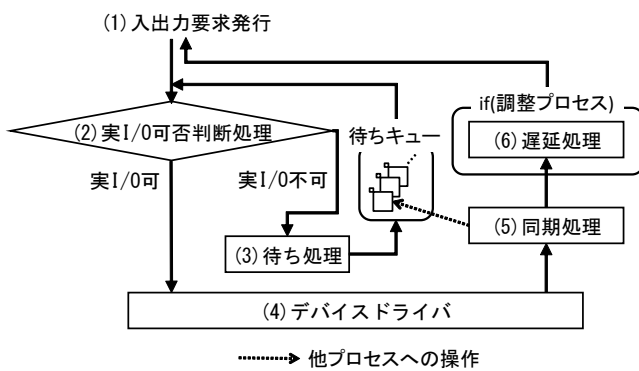 (1) 入出力要求発行
if(調整プロセス)
(2) 実I/O可否判断処理
待ちキュー
(6) 遅延処理
実I/O可
実I/O不可
(5) 同期処理
(3) 待ち処理
(4) デバイスドライバ
他プロセスへの操作